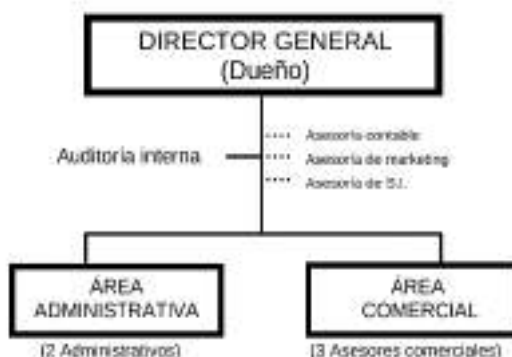 DIRECTOR GENERAL
(Dueño)
Asesoría contable
Auditoría interna
Asesoría de marketing
Asesoría de S.I.
ÁREA
ADMINISTRATIVA
ÁREA
COMERCIAL
(2 Administrativos)
(3 Asesores comerciales)